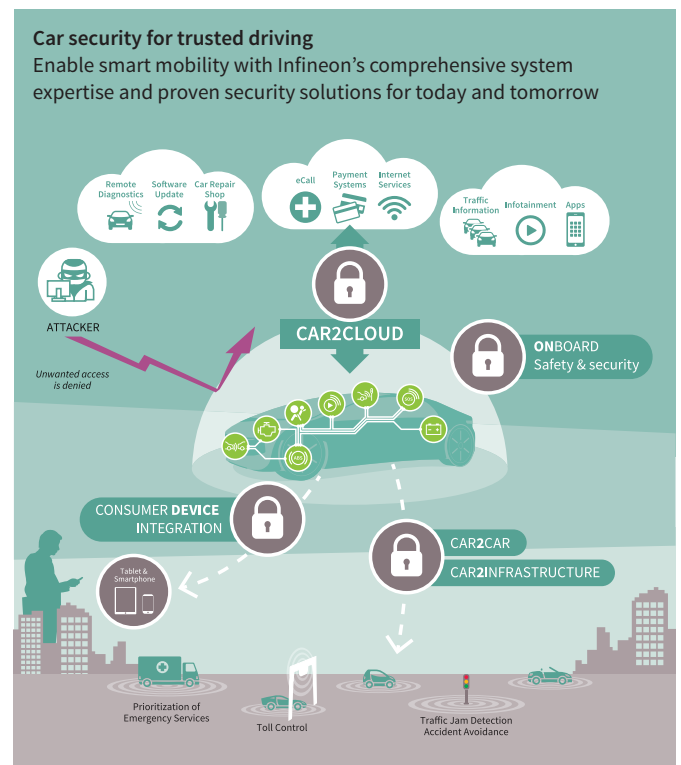 Car security for trusted driving
Enable smart mobility with Infineon's comprehensive system
expertise and proven security solutions for today and tomorrow
Remote
Diagnostics
Software
Update
Car Repair
Shop
eCall
Payment
Systems
Internet
Services
Traffic
Information
Infotainment
Apps
ATTACKER
Unwanted access
is denied
CAR2CLOUD
ONBOARD
Safety & security
ABS
CONSUMER DEVICE
INTEGRATION
Tablet &
Smartphone
CAR2CAR
CAR2INFRASTRUCTURE
Prioritization of
Emergency Services
Toll Control
Traffic Jam Detection
Accident Avoidance